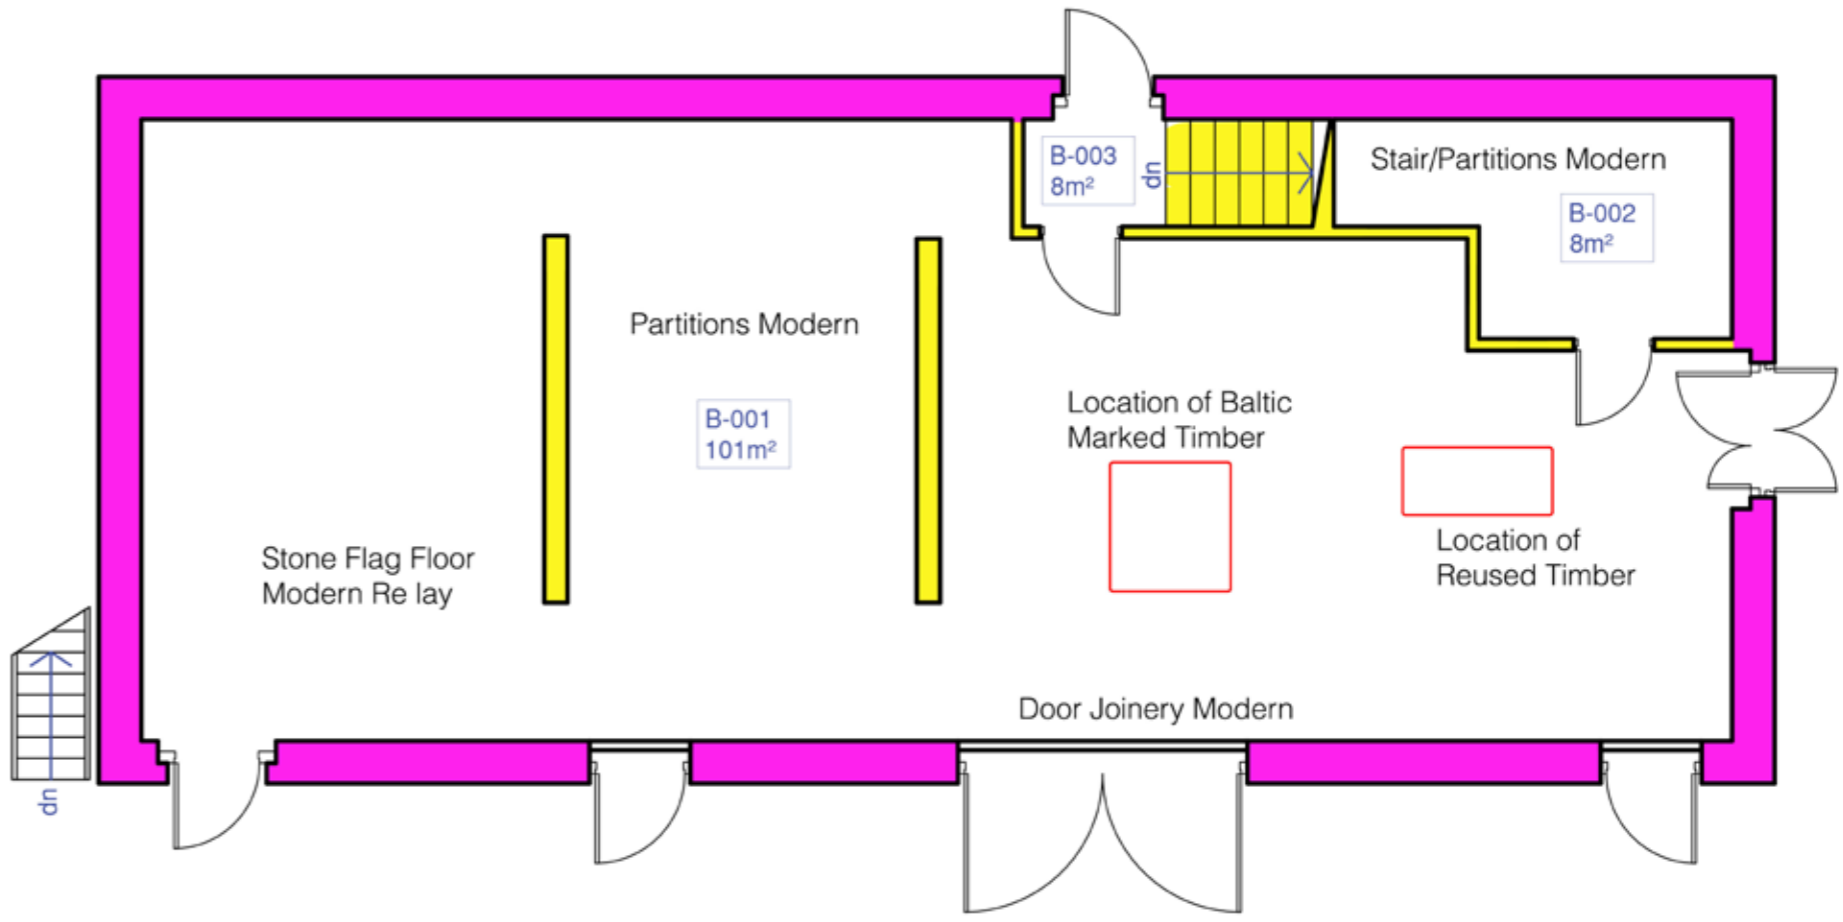 B-003
8m²
up
Stair/Partitions Modern
B-002
8m²
Partitions Modern
B-001
101m²
Location of Baltic
Marked Timber
Location of
Reused Timber
Stone Flag Floor
Modern Re lay
Door Joinery Modern
up